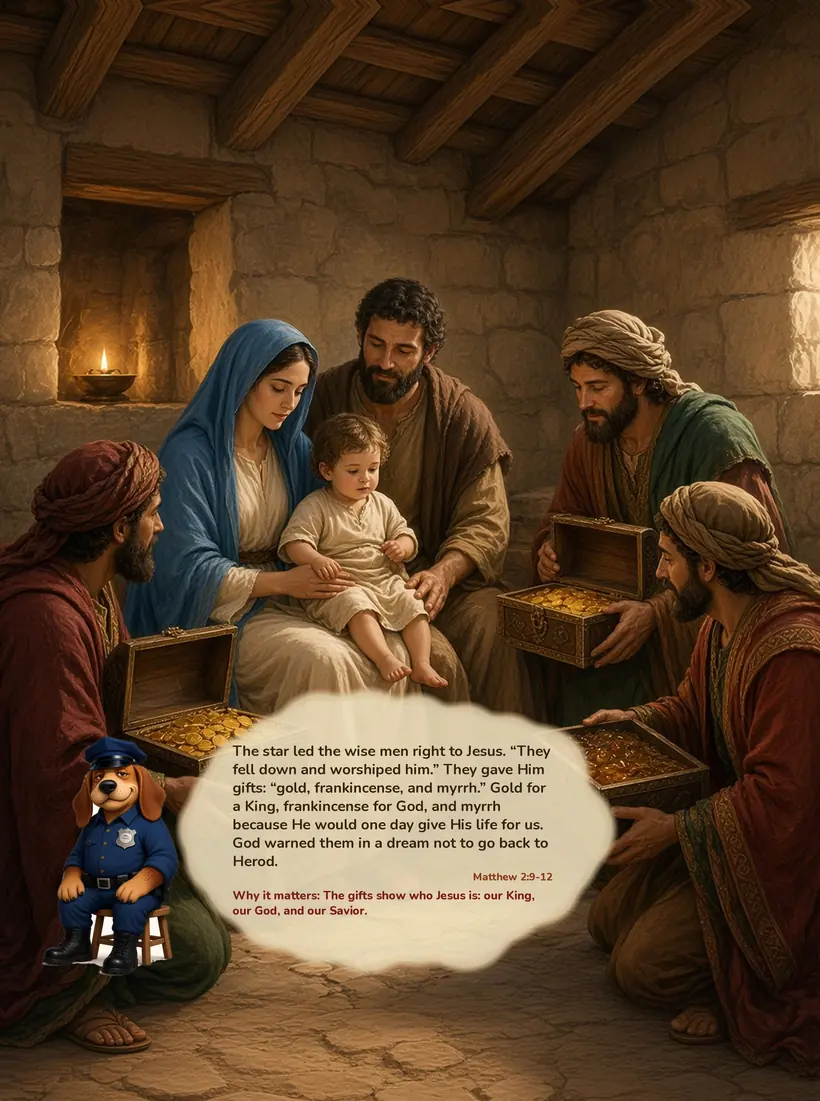 The star led the wise men right to Jesus. “They
fell down and worshiped him.” They gave Him
gifts: “gold, frankincense, and myrrh.” Gold for
a King, frankincense for God, and myrrh
because He would one day give His life for us.
God warned them in a dream not to go back to
Herod.
Matthew 2:9-12
Why it matters: The gifts show who Jesus is: our King,
our God, and our Savior.